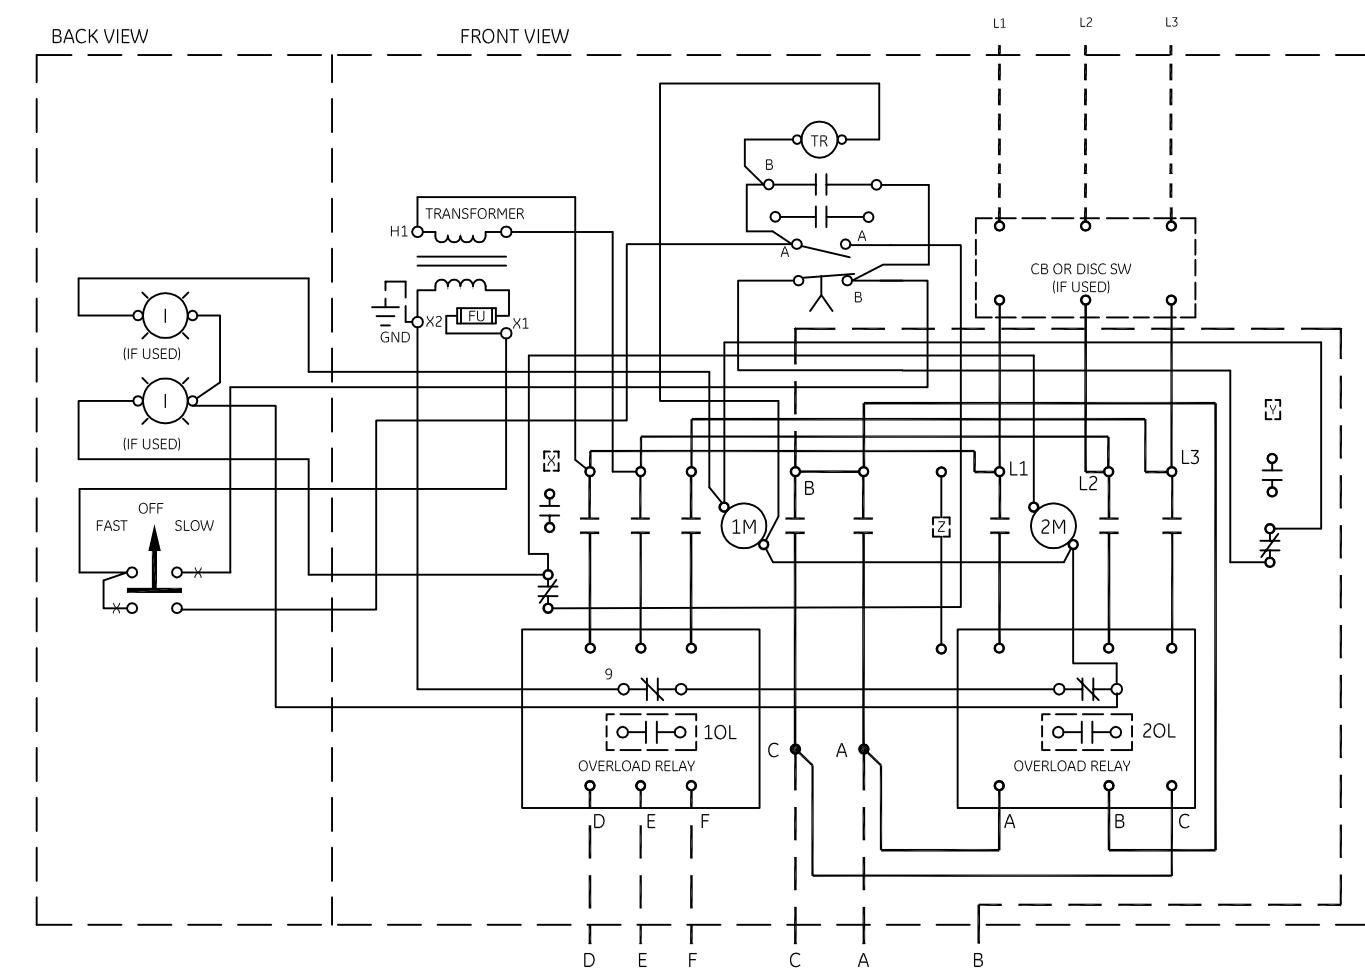 L1 L2 L3
BACK VIEW FRONT VIEW
TR
B
TRANSFORMER
H1
A A
CB OR DISC SW
(IF USED)
B
I
FU
X2 X1
GND
(IF USED)
I
Y
(IF USED)
X
L1 L2 L3
B
OFF
FAST SLOW
1M Z 2M
X
X
9
1OL 2OL
C A
OVERLOAD RELAY OVERLOAD RELAY
D E F A B C
D E F C A B